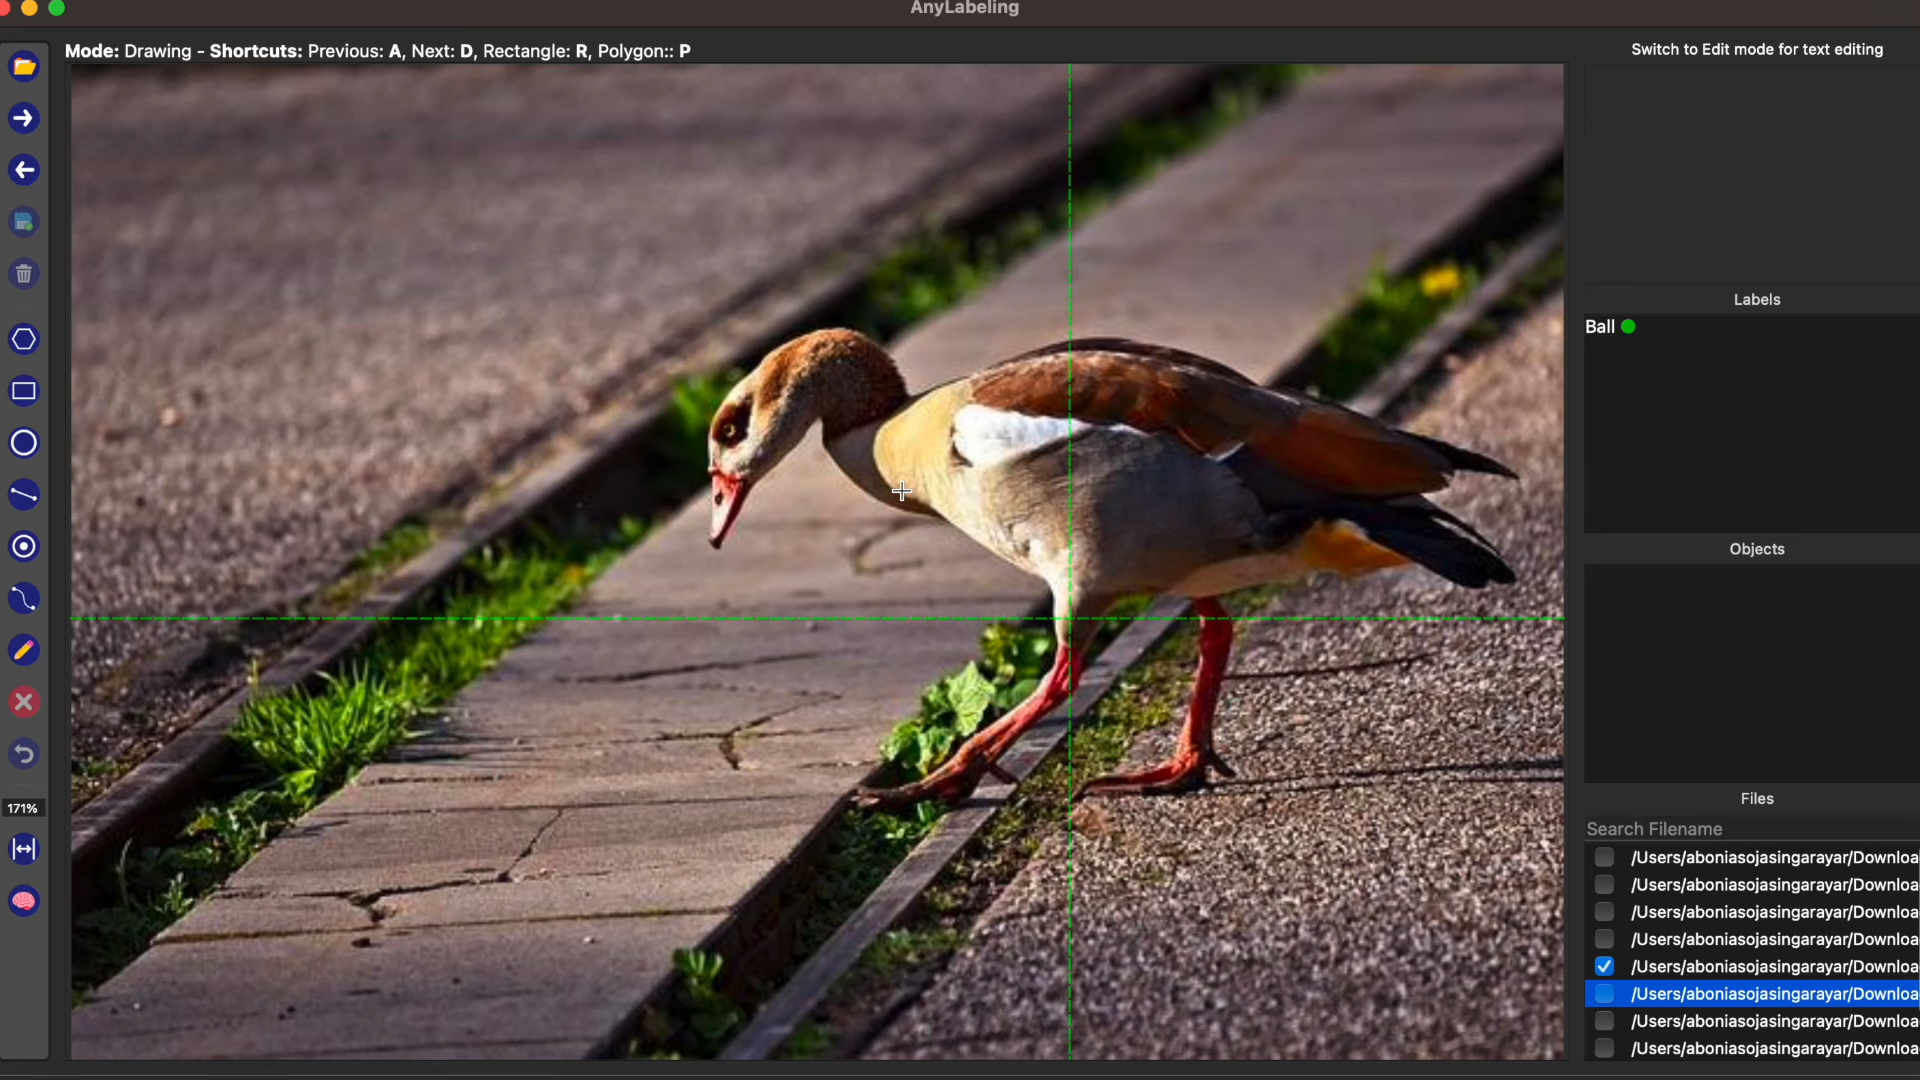 AnyLabeling
Mode: Drawing - Shortcuts: Previous: A, Next: D, Rectangle: R, Polygon:: P
Switch to Edit mode for text editing
Labels
Ball
Objects
171%
Files
Search Filename
/Users/aboniasojasingarayar/Downloa
/Users/aboniasojasingarayar/Downloa
/Users/aboniasojasingarayar/Downloa
/Users/aboniasojasingarayar/Downloa
/Users/aboniasojasingarayar/Downloa
/Users/aboniasojasingarayar/Downloa
/Users/aboniasojasingarayar/Downloa
/Users/aboniasojasingarayar/Downloa